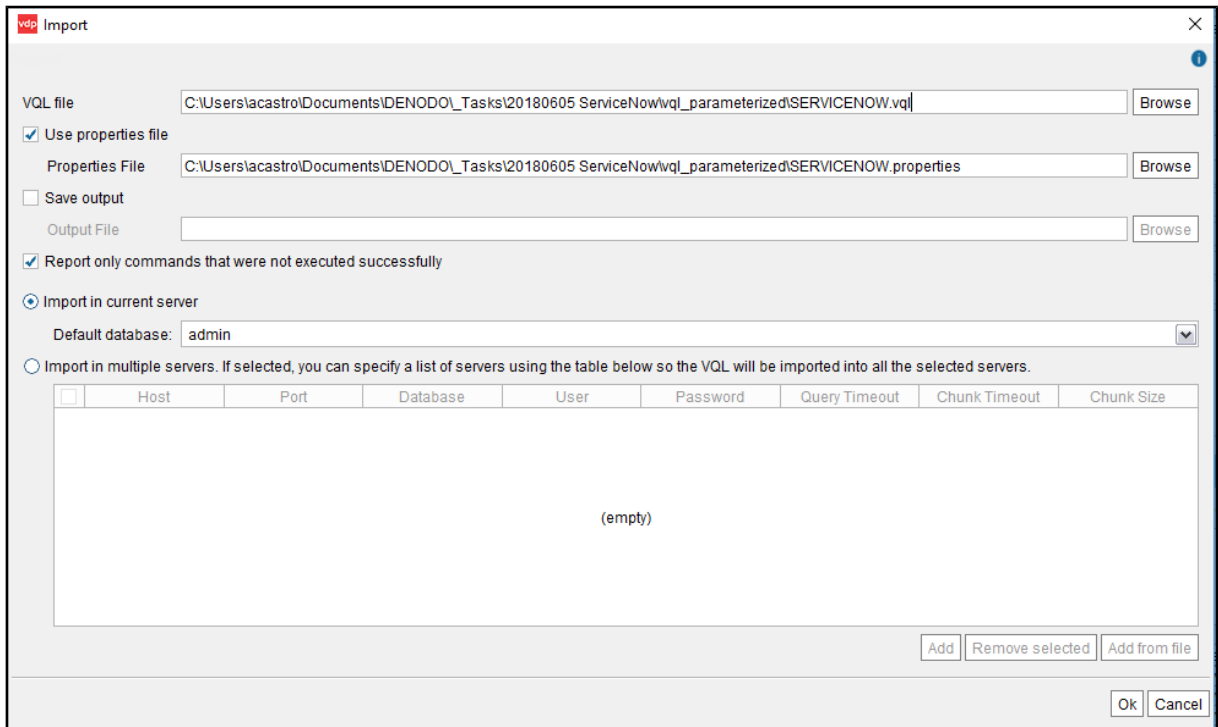 vdp Import
i
VQL file C:\Users\acastro\Documents\DENODO\_Tasks\20180605 ServiceNow\vql_parameterized\SERVICENOW.vql Browse
Use properties file
Properties File C:\Users\acastro\Documents\DENODO\_Tasks\20180605 ServiceNow\vql_parameterized\SERVICENOW.properties Browse
Save output
Output File Browse
Report only commands that were not executed successfully
Import in current server
Default database: admin
Import in multiple servers. If selected, you can specify a list of servers using the table below so the VQL will be imported into all the selected servers.
Host Port Database User Password Query Timeout Chunk Timeout Chunk Size
(empty)
Add Remove selected Add from file
Ok Cancel